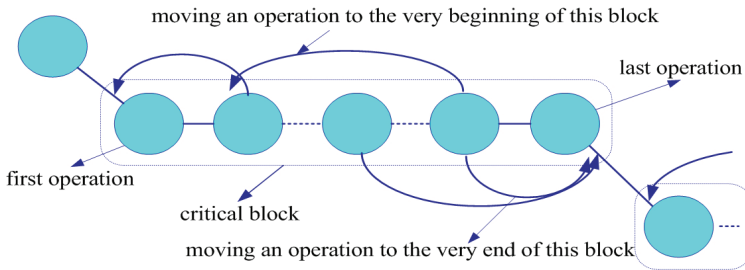 moving an operation to the very beginning of this block
last operation
first operation
critical block
moving an operation to the very end of this block